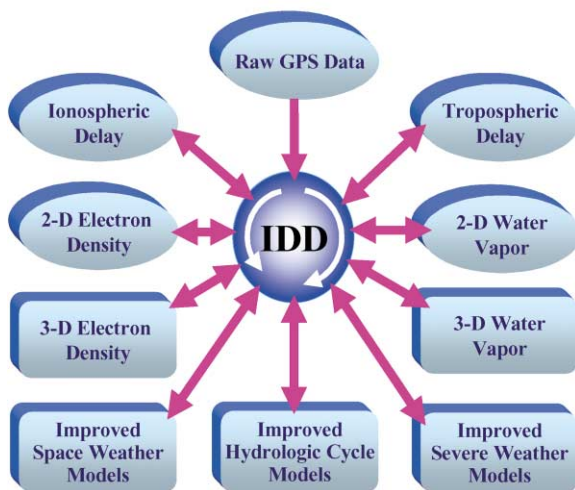 Raw GPS Data
Ionospheric
Delay
Tropospheric
Delay
2-D Electron
Density
IDD
2-D Water
Vapor
3-D Electron
Density
3-D Water
Vapor
Improved
Space Weather
Models
Improved
Hydrologic Cycle
Models
Improved
Severe Weather
Models